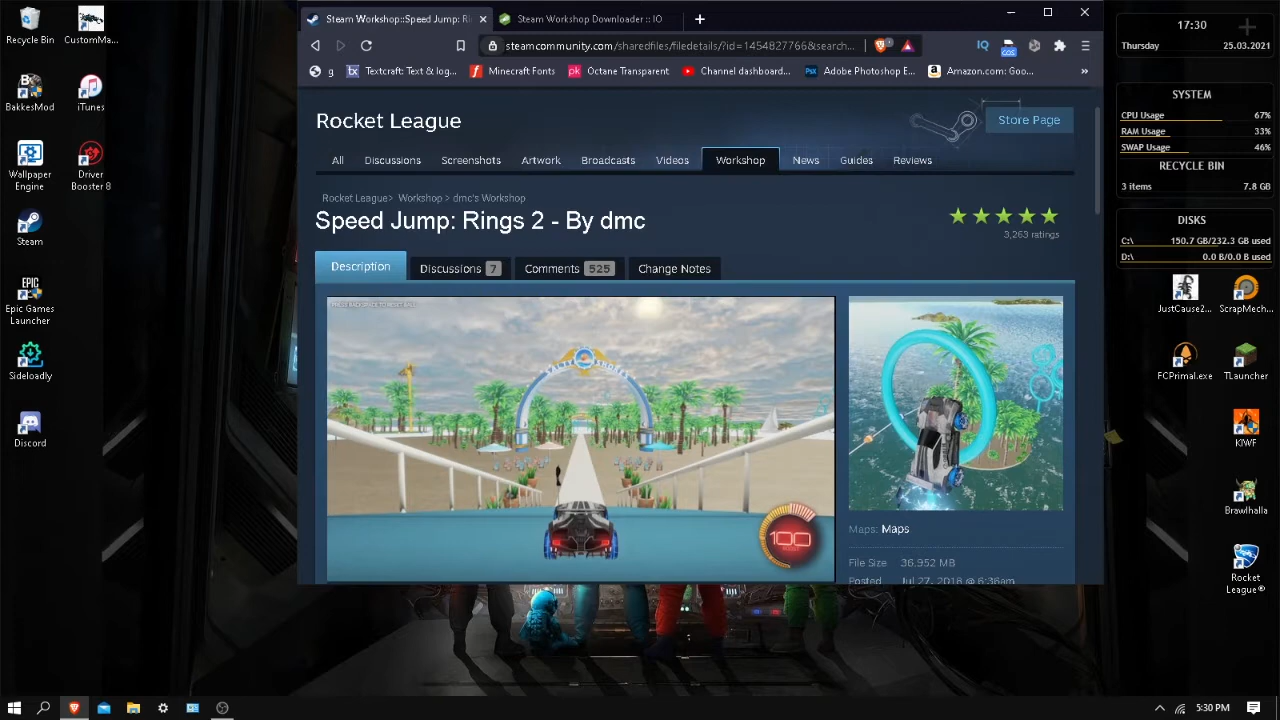 Recycle Bin
CustomMa...
BakkesMod
iTunes
Wallpaper
Engine
Driver
Booster 8
Steam
Epic Games
Launcher
Sideloadly
Discord
Steam Workshop::Speed Jump: Ri
Steam Workshop Downloader :: IO
steamcommunity.com/sharedfiles/filedetails/?id=1454827766&search...
g
Textcraft: Text & log...
Minecraft Fonts
Octane Transparent
Channel dashboard...
Adobe Photoshop E...
Amazon.com: Goo...
Rocket League
Store Page
All
Discussions
Screenshots
Artwork
Broadcasts
Videos
Workshop
News
Guides
Reviews
Rocket League> Workshop > dmc's Workshop
Speed Jump: Rings 2 - By dmc
3,263 ratings
Description
Discussions 7
Comments 525
Change Notes
100
Maps: Maps
File Size 36.952 MB
Posted Jul 27, 2018 @ 6:36am
17:30
Thursday 25.03.2021
SYSTEM
CPU Usage 67%
RAM Usage 33%
SWAP Usage 46%
RECYCLE BIN
3 items 7.8 GB
DISKS
C:\ 150.7 GB/232.3 GB used
D:\ 0.0 B/0.0 B used
JustCause2...
ScrapMech...
FCPrimal.exe
TLauncher
KIWF
Brawlhalla
Rocket
League®
5:30 PM